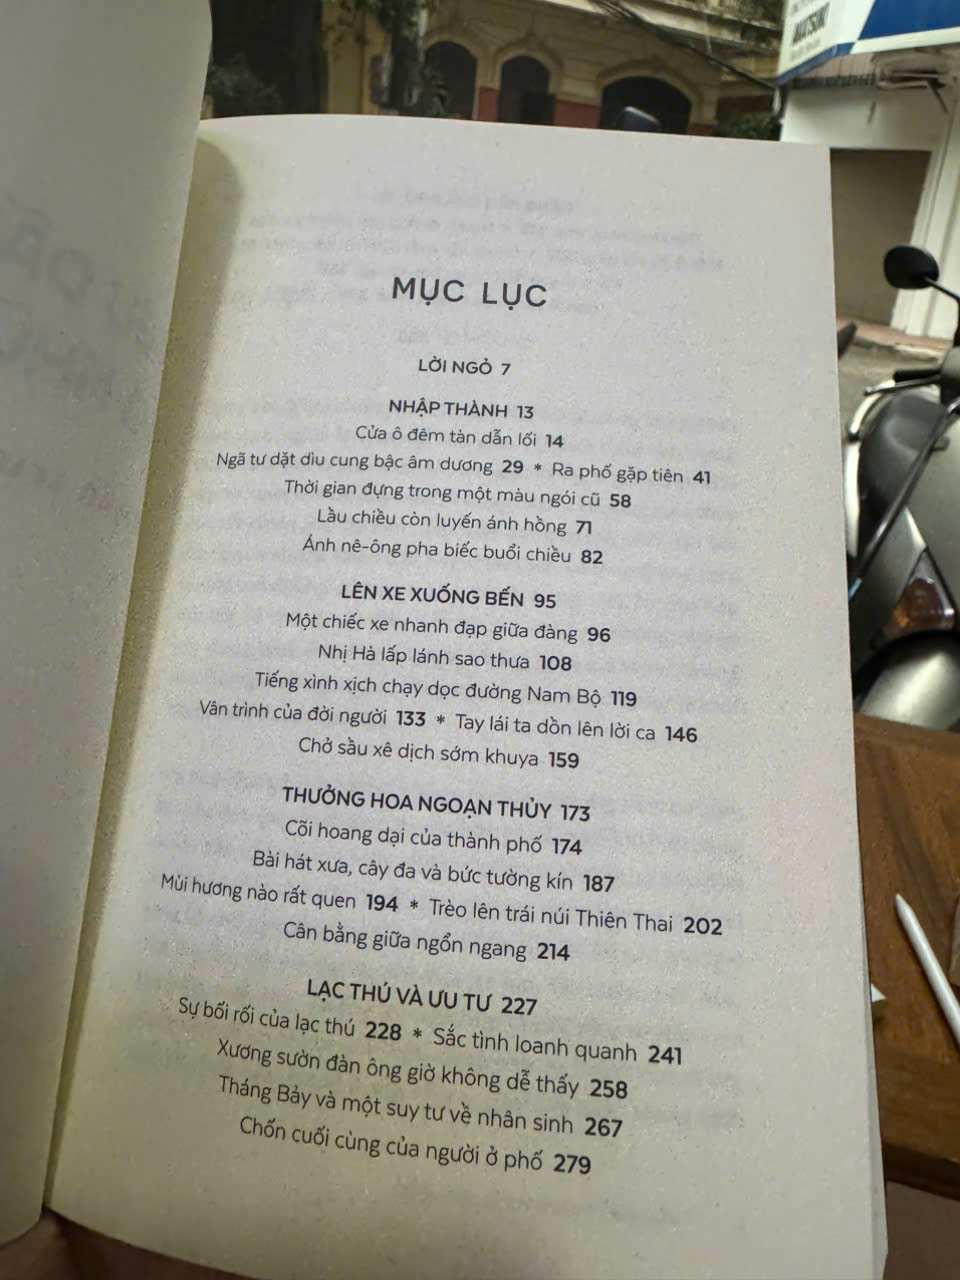 MỤC LỤC
LỜI NGỎ 7
NHẬP THÀNH 13
Cửa ô đêm tàn dẫn lối 14
Ngã tư dặt dìu cung bậc âm dương 29 * Ra phố gặp tiên 41
Thời gian đựng trong một màu ngói cũ 58
Lầu chiều còn luyến ánh hồng 71
Ánh nê-ông pha biếc buổi chiều 82
LÊN XE XUỐNG BẾN 95
Một chiếc xe nhanh đạp giữa đàng 96
Nhị Hà lấp lánh sao thưa 108
Tiếng xình xịch chạy dọc đường Nam Bộ 119
Vân trình của đời người 133 * Tay lái ta dồn lên lời ca 146
Chở sầu xê dịch sớm khuya 159
THƯỞNG HOA NGOẠN THỦY 173
Cõi hoang dại của thành phố 174
Bài hát xưa, cây đa và bức tường kín 187
Mùi hương nào rất quen 194 * Trèo lên trái núi Thiên Thai 202
Cân bằng giữa ngổn ngang 214
LẠC THÚ VÀ ƯU TƯ 227
Sự bối rối của lạc thú 228 * Sắc tình loanh quanh 241
Xương sườn đàn ông giờ không dễ thấy 258
Tháng Bảy và một suy tư về nhân sinh 267
Chốn cuối cùng của người ở phố 279